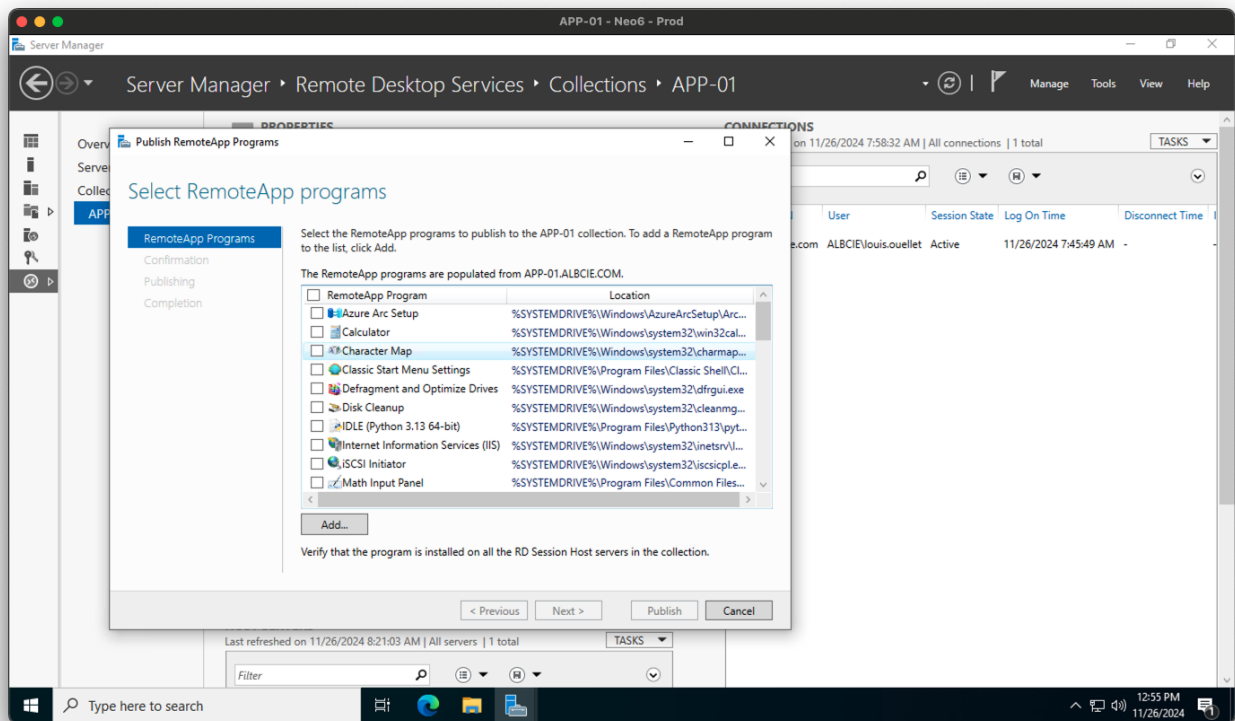 APP-01 - Neo6 - Prod
Server Manager
Server Manager Remote Desktop Services Collections APP-01
Manage Tools View Help
PROPERTIES
CONNECTIONS
on 11/26/2024 7:58:32 AM | All connections | 1 total
TASKS
User Session State Log On Time Disconnect Time
e.com ALBCIE\louis.ouellet Active 11/26/2024 7:45:49 AM - -
Overv
Server
Collec
APP
Publish RemoteApp Programs
Select RemoteApp programs
RemoteApp Programs
Confirmation
Publishing
Completion
Select the RemoteApp programs to publish to the APP-01 collection. To add a RemoteApp program
to the list, click Add.
The RemoteApp programs are populated from APP-01.ALBCIE.COM.
RemoteApp Program Location
Azure Arc Setup %SYSTEMDRIVE%\Windows\AzureArcSetup\Arc...
Calculator %SYSTEMDRIVE%\Windows\system32\win32cal...
Character Map %SYSTEMDRIVE%\Windows\system32\charmap...
Classic Start Menu Settings %SYSTEMDRIVE%\Program Files\Classic Shell\Cl...
Defragment and Optimize Drives %SYSTEMDRIVE%\Windows\system32\dfrgui.exe
Disk Cleanup %SYSTEMDRIVE%\Windows\system32\cleanmg...
IDLE (Python 3.13 64-bit) %SYSTEMDRIVE%\Program Files\Python313\pyt...
Internet Information Services (IIS) %SYSTEMDRIVE%\Windows\system32\inetsrv\I...
iSCSI Initiator %SYSTEMDRIVE%\Windows\system32\iscsicpl.e...
Math Input Panel %SYSTEMDRIVE%\Program Files\Common Files...
Add...
Verify that the program is installed on all the RD Session Host servers in the collection.
< Previous Next > Publish Cancel
Last refreshed on 11/26/2024 8:21:03 AM | All servers | 1 total
TASKS
Filter
Type here to search
12:55 PM
11/26/2024
1